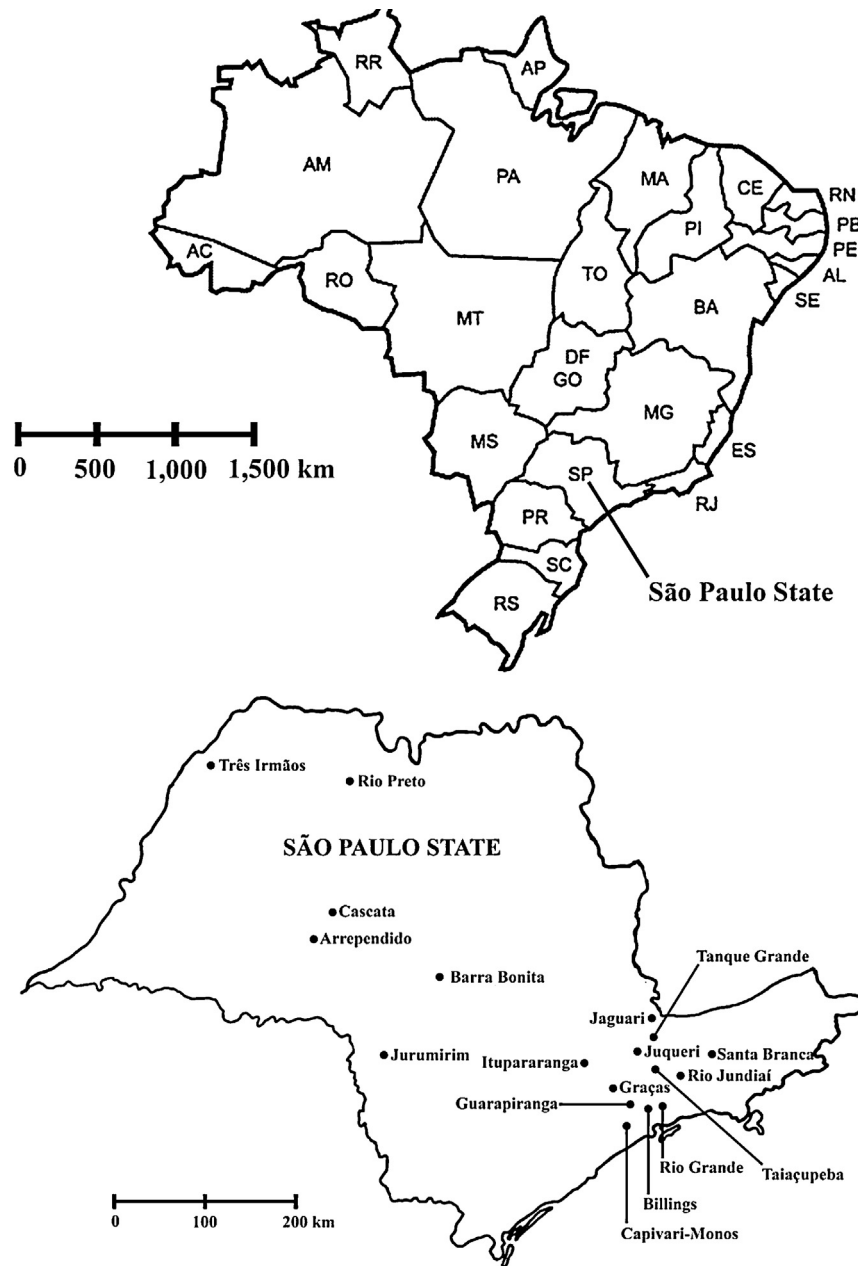 RR
AP
AM
PA
MA
CE
RN
PB
PI
PE
AC
AL
RO
TO
SE
MT
BA
DF
GO
MG
MS
ES
SP
RJ
PR
SC
RS
0 500 1,000 1,500 km
São Paulo State
Três Irmãos
Rio Preto
SÃO PAULO STATE
Cascata
Arrependido
Tanque Grande
Barra Bonita
Jaguari
Jurumirim
Itupararanga
Juqueri
Santa Branca
Rio Jundiaí
Graças
Guarapiranga
Rio Grande
Taiaçupeba
Billings
Capivari-Monos
0 100 200 km